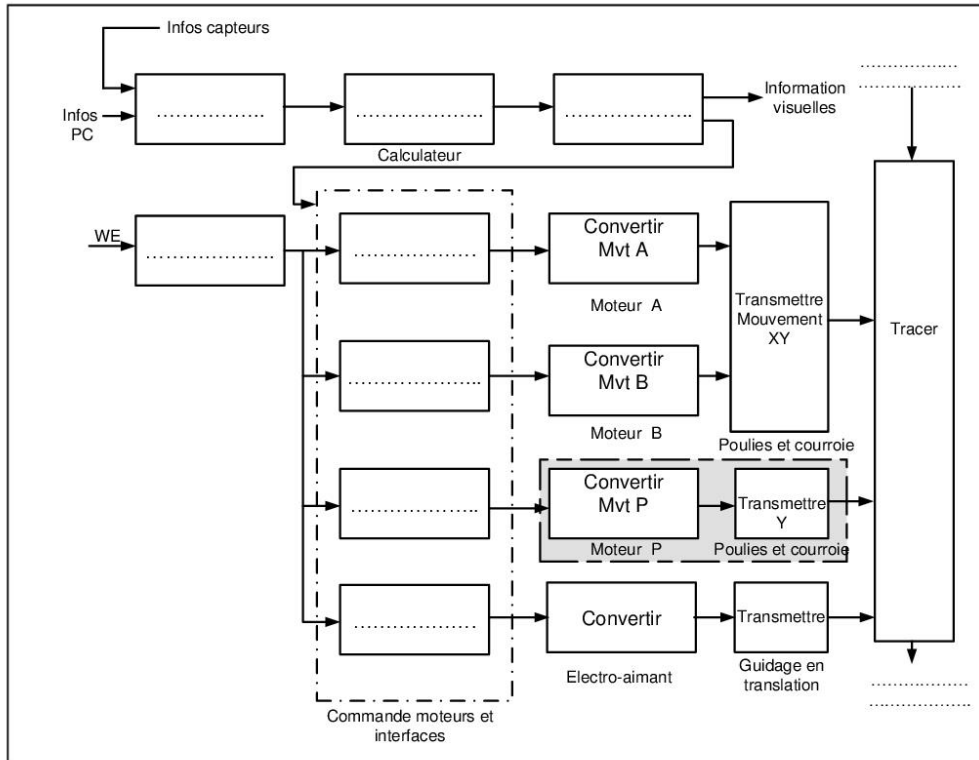 Infos capteurs
Infos
PC
....................
....................
....................
Calculateur
Information
visuelles
....................
....................
WE
....................
....................
Convertir
Mvt A
Moteur A
Transmettre
Mouvement
XY
Poulies et courroie
Tracer
....................
Convertir
Mvt B
Moteur B
....................
Convertir
Mvt P
Moteur P
Transmettre
Y
Poulies et courroie
....................
Convertir
Electro-aimant
Transmettre
Guidage en
translation
Commande moteurs et
interfaces
....................
....................